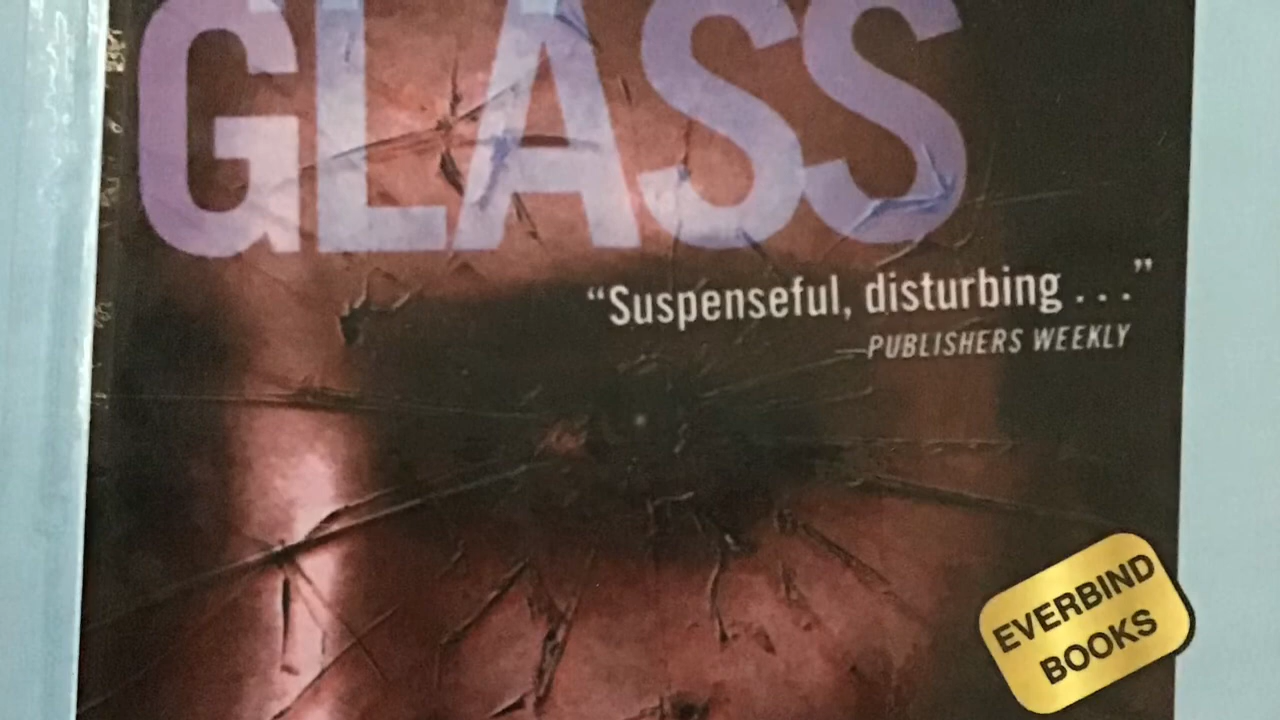 GLASS
“Suspenseful, disturbing . . .”
—PUBLISHERS WEEKLY
EVERBIND
BOOKS